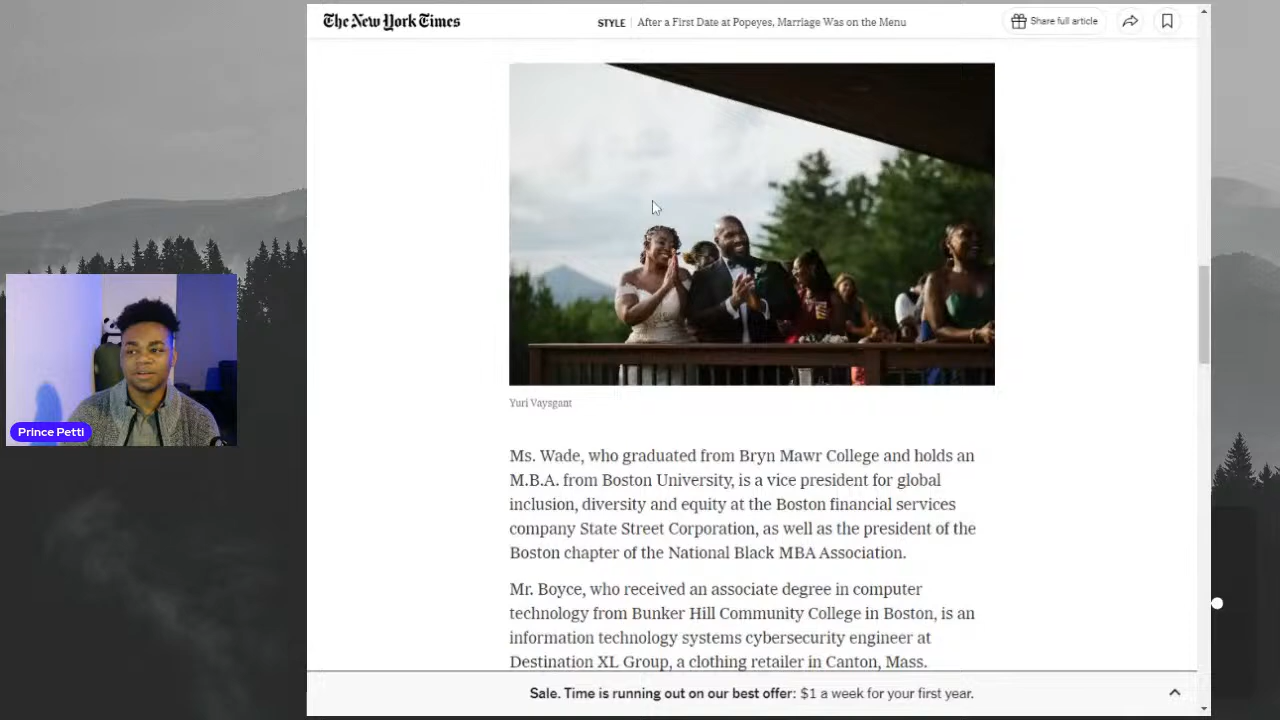 The New York Times
STYLE | After a First Date at Popeyes, Marriage Was on the Menu
Share full article
Yuri Vaysgant
Ms. Wade, who graduated from Bryn Mawr College and holds an
M.B.A. from Boston University, is a vice president for global
inclusion, diversity and equity at the Boston financial services
company State Street Corporation, as well as the president of the
Boston chapter of the National Black MBA Association.
Mr. Boyce, who received an associate degree in computer
technology from Bunker Hill Community College in Boston, is an
information technology systems cybersecurity engineer at
Destination XL Group, a clothing retailer in Canton, Mass.
Prince Petti
Sale. Time is running out on our best offer: $1 a week for your first year.